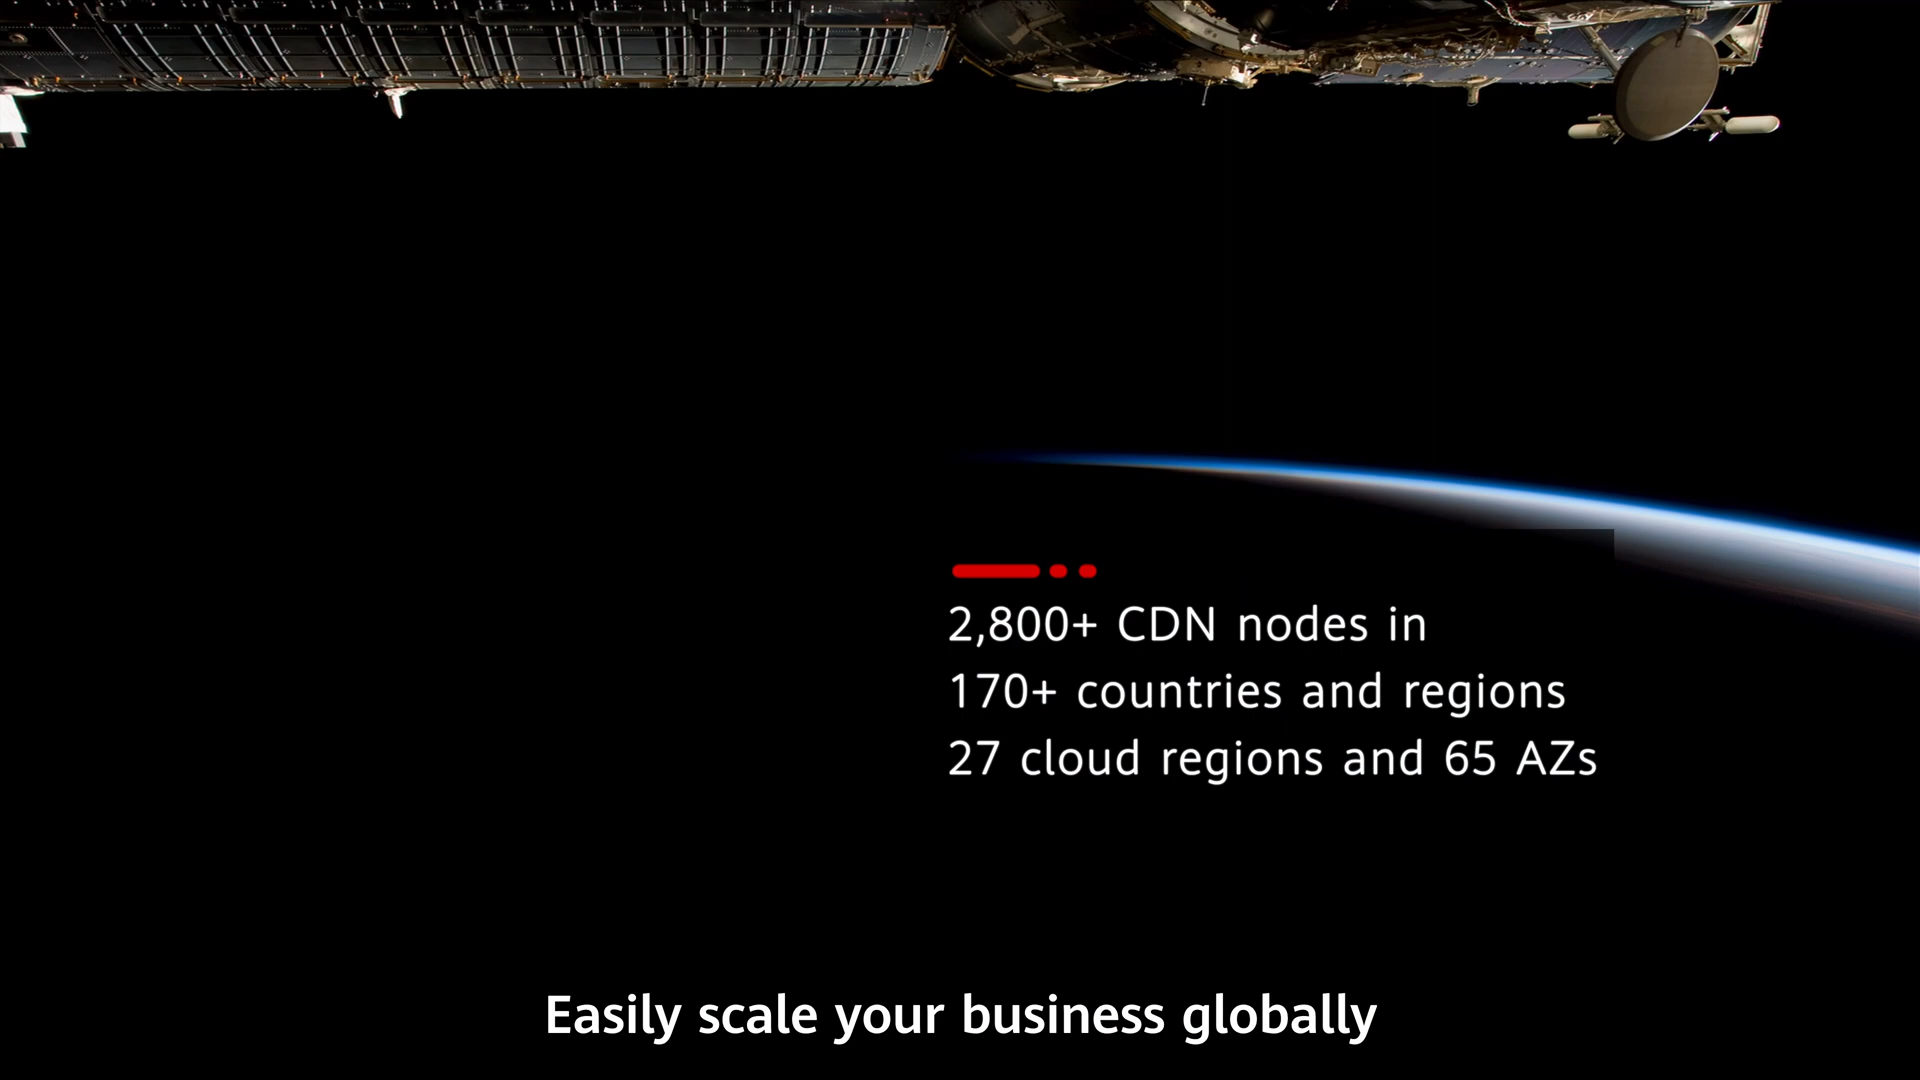 2,800+ CDN nodes in
170+ countries and regions
27 cloud regions and 65 AZs
Easily scale your business globally